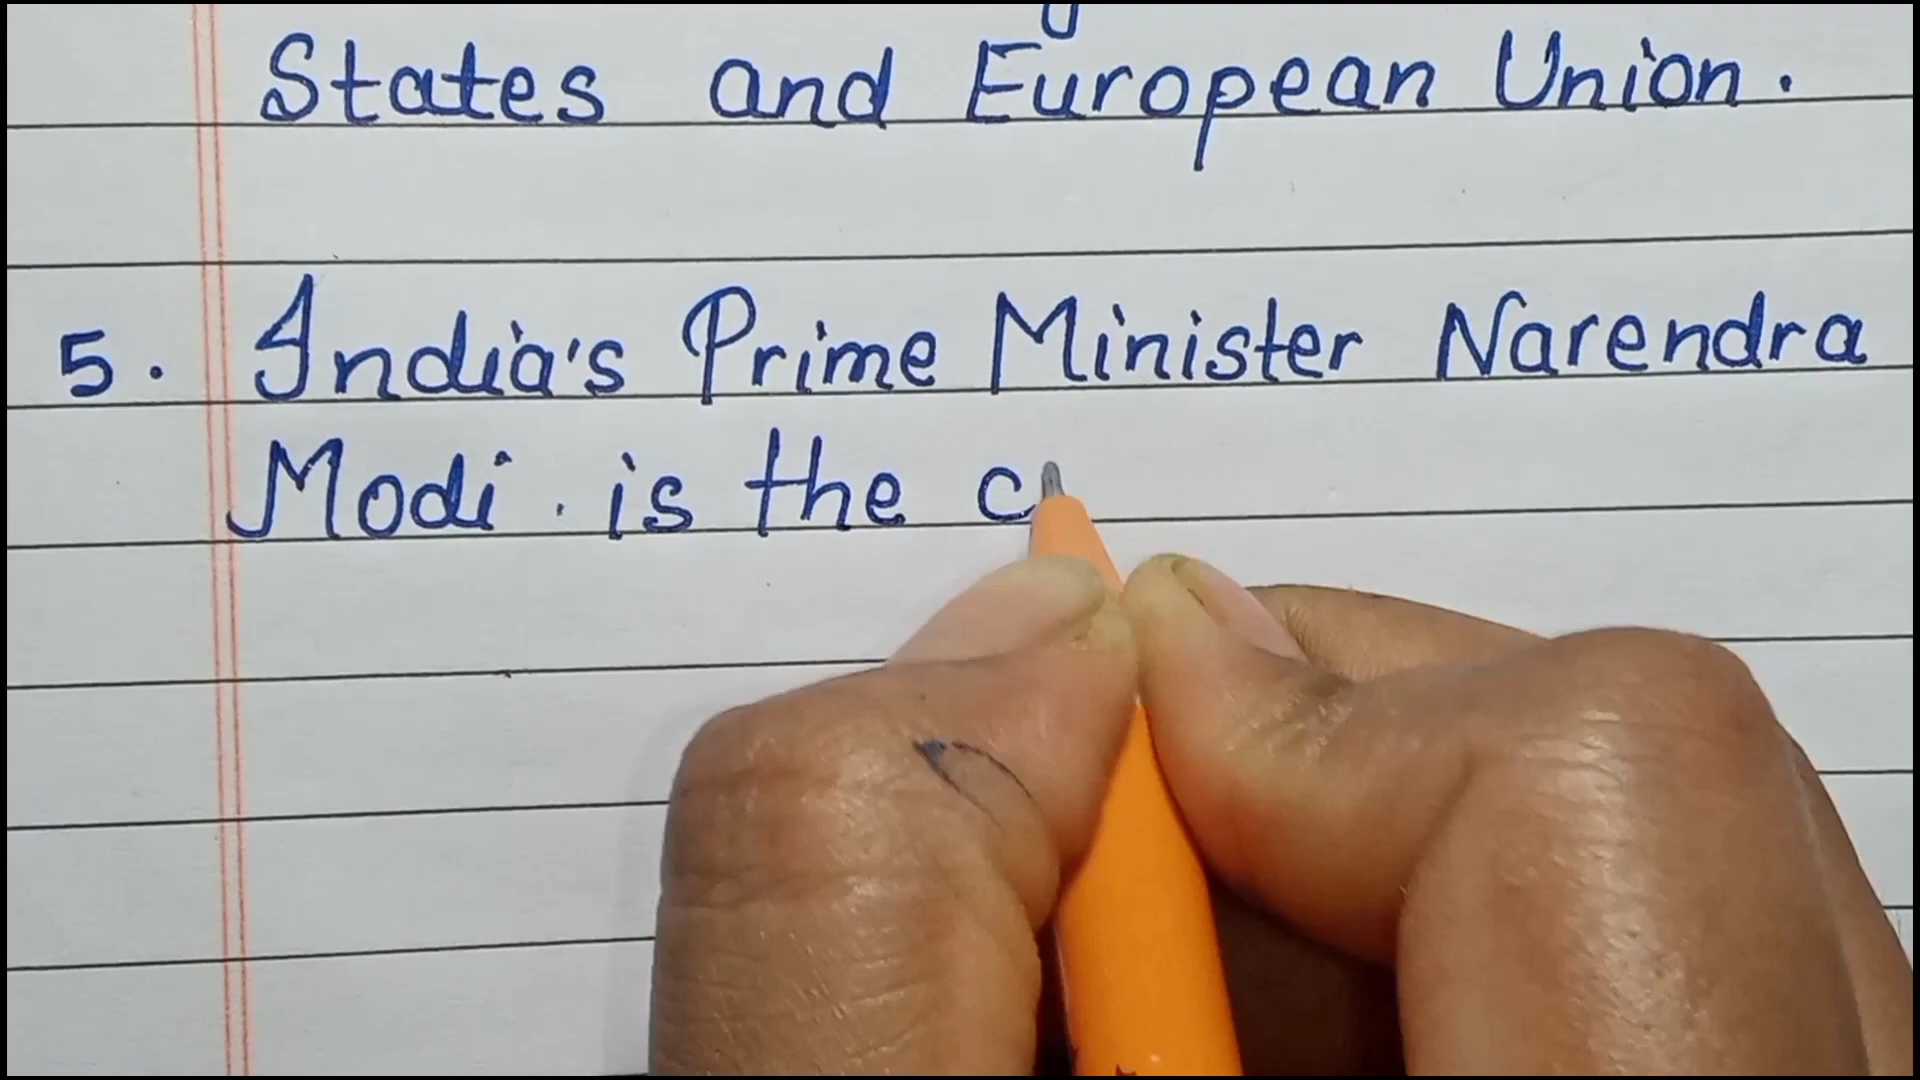 States and European Union.
5. India's Prime Minister Narendra
Modi . is the c